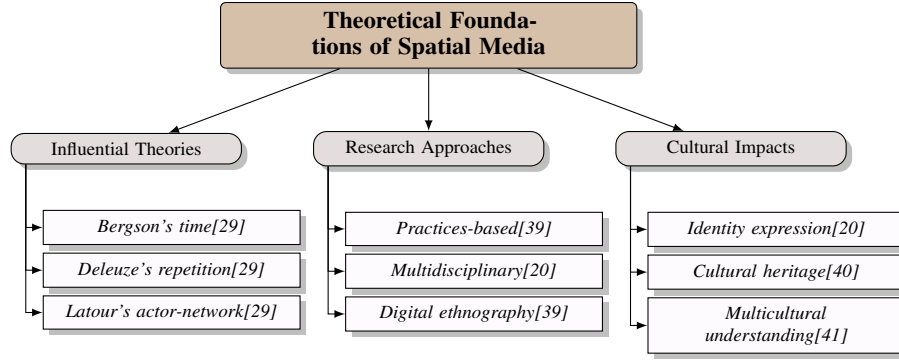 Theoretical Founda-
tions of Spatial Media
Influential Theories
Research Approaches
Cultural Impacts
Bergson's time[29]
Deleuze's repetition[29]
Latour's actor-network[29]
Practices-based[39]
Multidisciplinary[20]
Digital ethnography[39]
Identity expression[20]
Cultural heritage[40]
Multicultural
understanding[41]